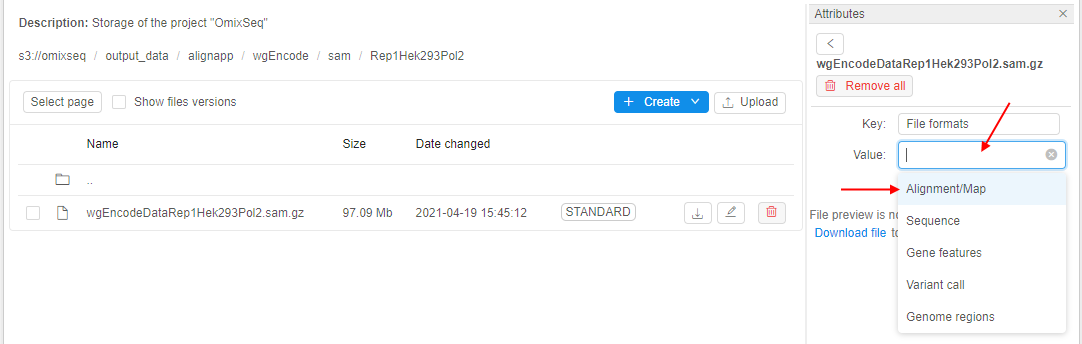 Description: Storage of the project "OmixSeq"
s3://omixseq / output_data / alignapp / wgEncode / sam / Rep1Hek293Pol2
Select page Show files versions Create Upload
Name Size Date changed
..
wgEncodeDataRep1Hek293Pol2.sam.gz 97.09 Mb 2021-04-19 15:45:12 STANDARD
Attributes
wgEncodeDataRep1Hek293Pol2.sam.gz
Remove all
Key: File formats
Value:
Alignment/Map
Sequence
Gene features
Variant call
Genome regions
File preview is
Download file